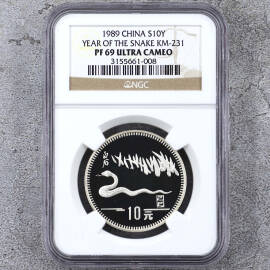 1989 CHINA S10Y
YEAR OF THE SNAKE KM-231
PF 69 ULTRA CAMEO
3155661-008
NGC
10元